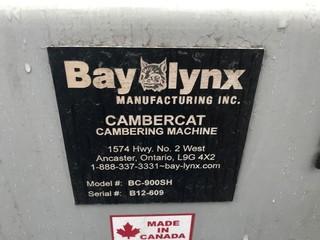 Bay lynx
MANUFACTURING INC.
CAMBERCAT
CAMBERING MACHINE
1574 Hwy. No. 2 West
Ancaster, Ontario, L9G 4X2
1-888-337-3331~bay-lynx.com
Model #: BC-900SH
Serial #: B12-609
MADE
IN
CANADA